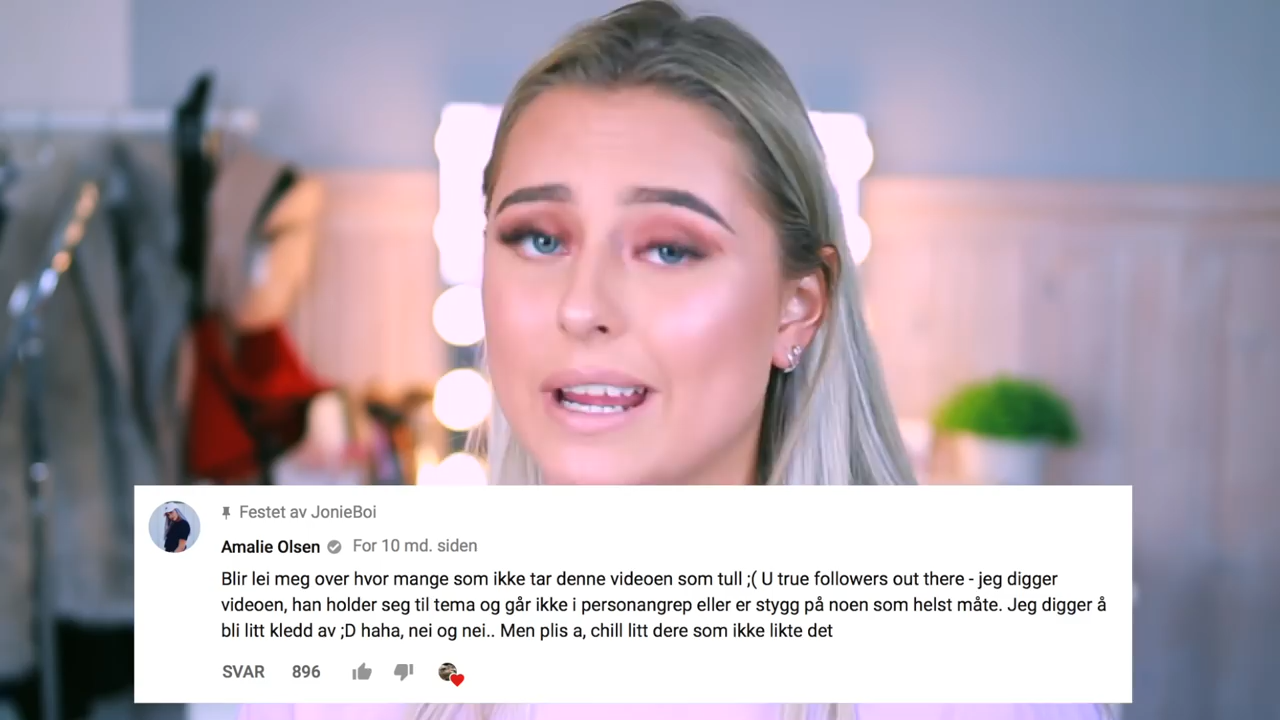 Festet av JonieBoi
Amalie Olsen For 10 md. siden
Blir lei meg over hvor mange som ikke tar denne videoen som tull ;( U true followers out there - jeg digger
videoen, han holder seg til tema og går ikke i personangrep eller er stygg på noen som helst måte. Jeg digger å
bli litt kledd av ;D haha, nei og nei.. Men plis a, chill litt dere som ikke likte det
SVAR 896